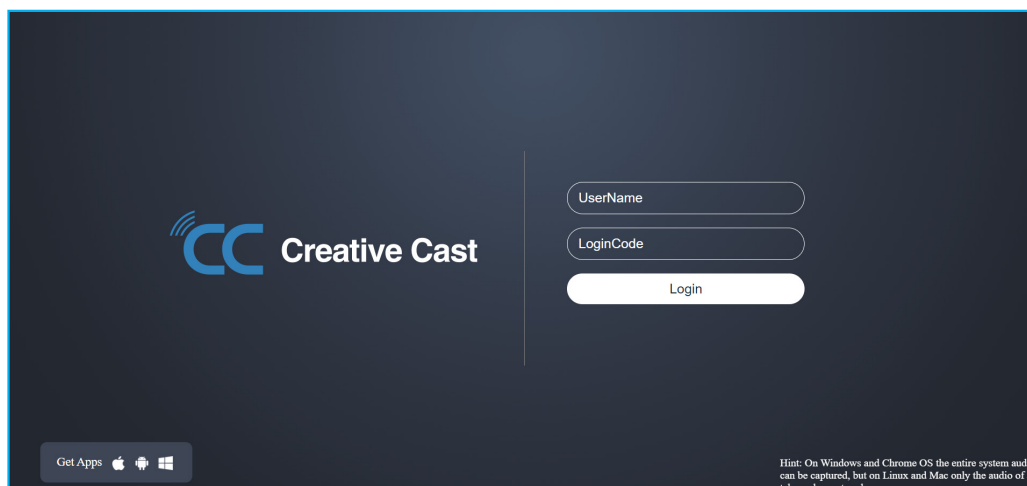 CC Creative Cast
UserName
LoginCode
Login
Get Apps
Hint: On Windows and Chrome OS the entire system
can be captured, but on Linux and Mac only the audio of